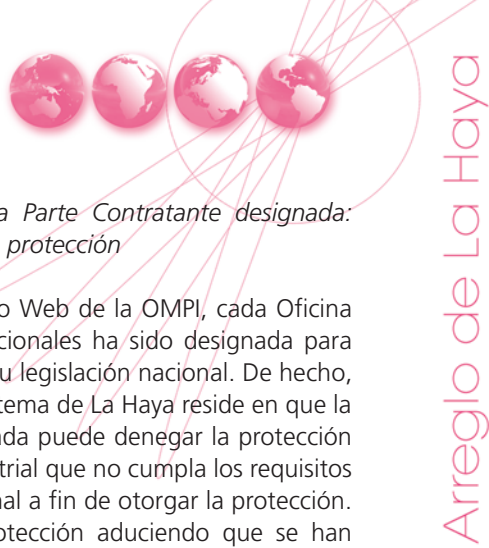 a Parte Contratante designada:
protección
o Web de la OMPI, cada Oficina
cionales ha sido designada para
u legislación nacional. De hecho,
tema de La Haya reside en que la
ada puede denegar la protección
trial que no cumpla los requisitos
nal a fin de otorgar la protección.
otección aduciendo que se han
Arreglo de La Haya